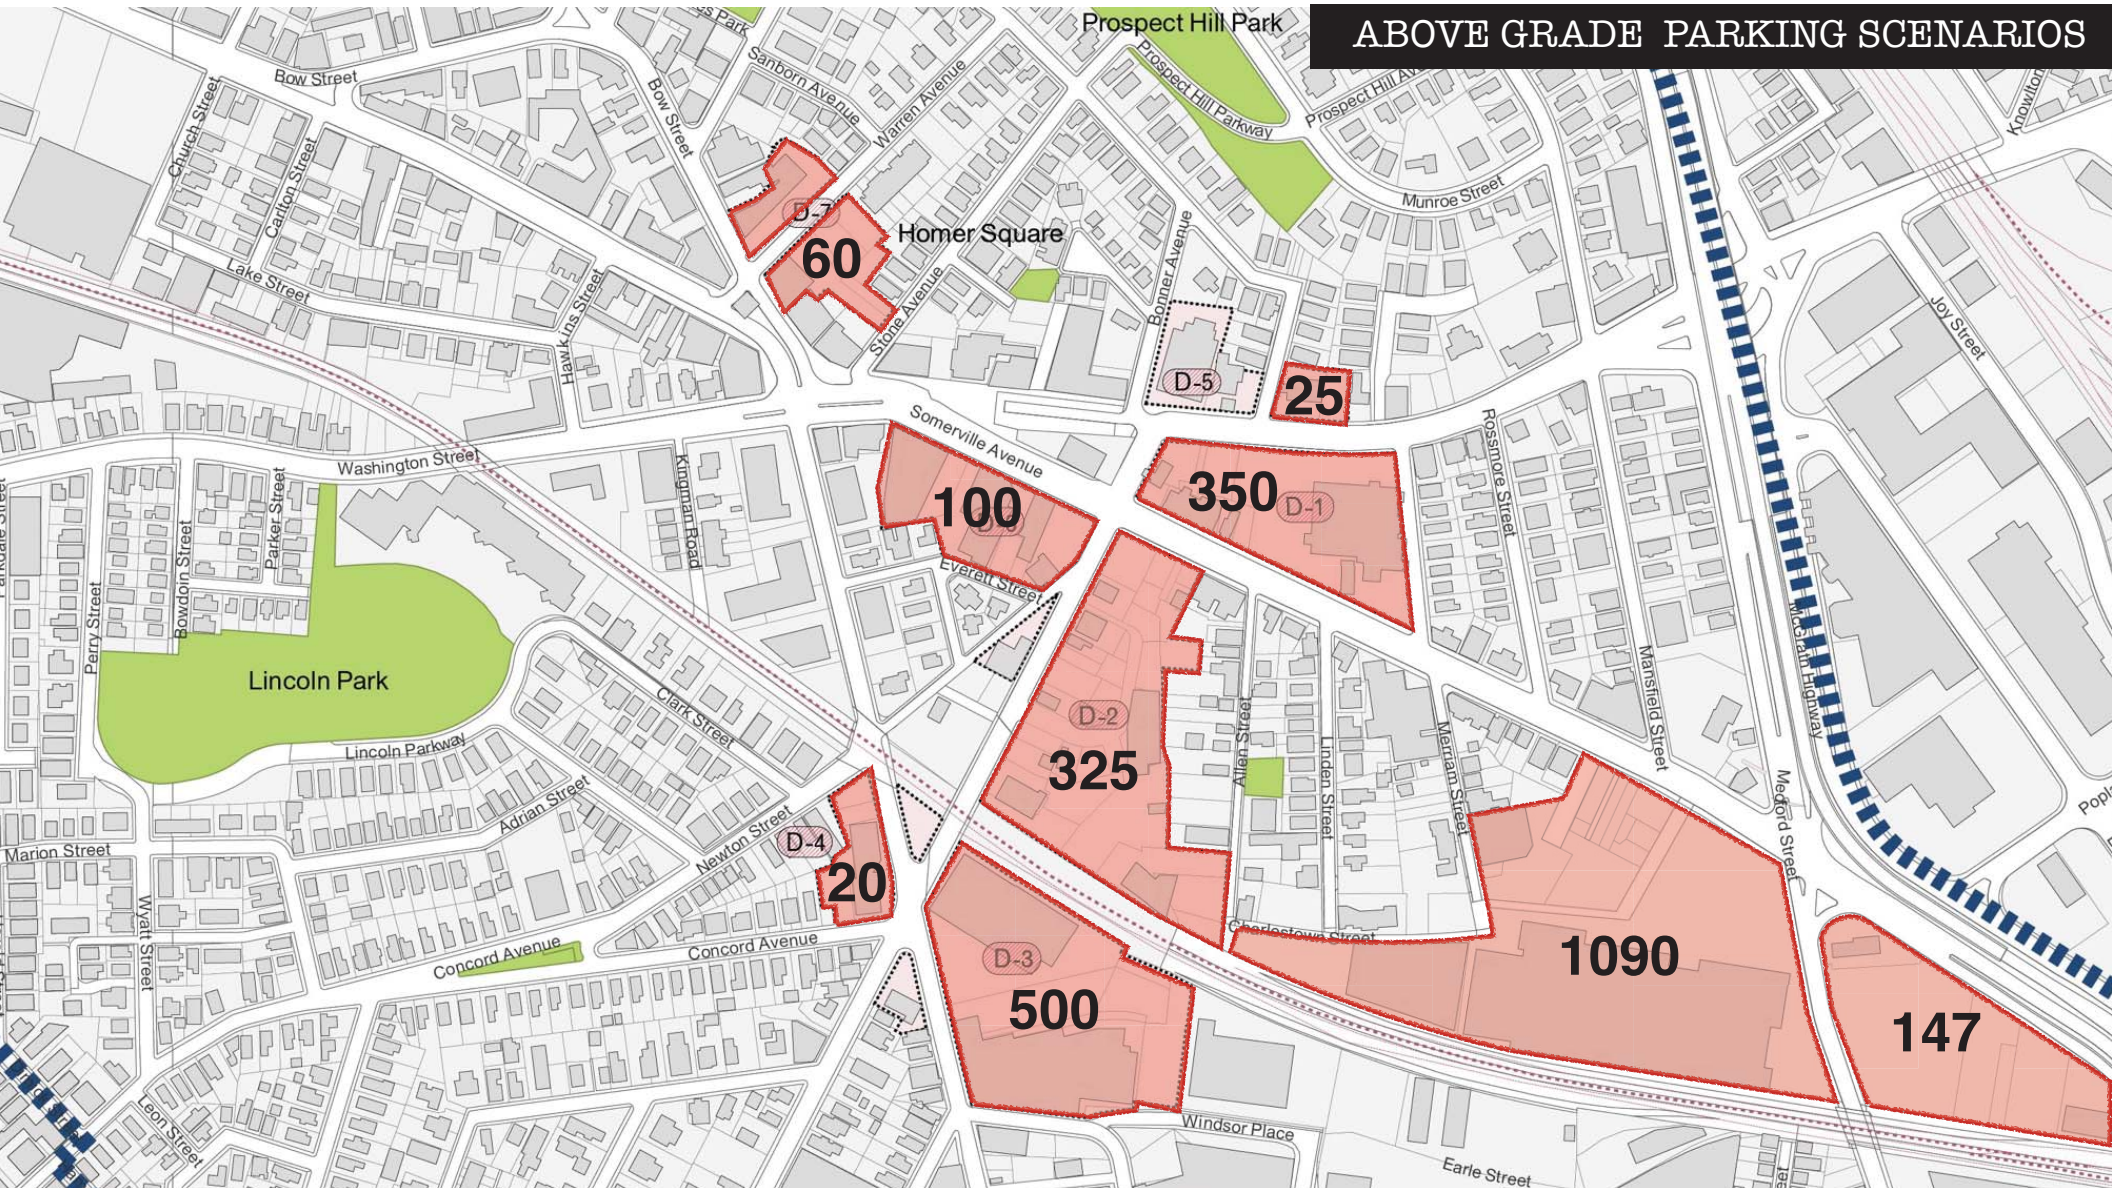 ABOVE GRADE PARKING SCENARIOS
Prospect Hill Park
Sanborn Avenue
Warren Avenue
Prospect Hill Parkway
Bow Street
Bow Street
Church Street
Carlton Street
Munroe Street
D-7
60
Homer Square
Bonner Avenue
Stone Avenue
Lake Street
Hawkins Street
Joy Street
D-5
25
Somerville Avenue
Rossmore Street
Washington Street
Kingman Road
100
350
D-1
Parker Street
Bowdoin Street
Perry Street
Everett Street
McGrath Highway
Lincoln Park
Clark Street
Mansfield Street
D-2
325
Allen Street
Linden Street
Merriam Street
Lincoln Parkway
Adrian Street
Newton Street
Medford Street
D-4
20
Marion Street
Wyatt Street
Concord Avenue
Concord Avenue
Charlestown Street
D-3
500
1090
147
Leon Street
Windsor Place
Earle Street